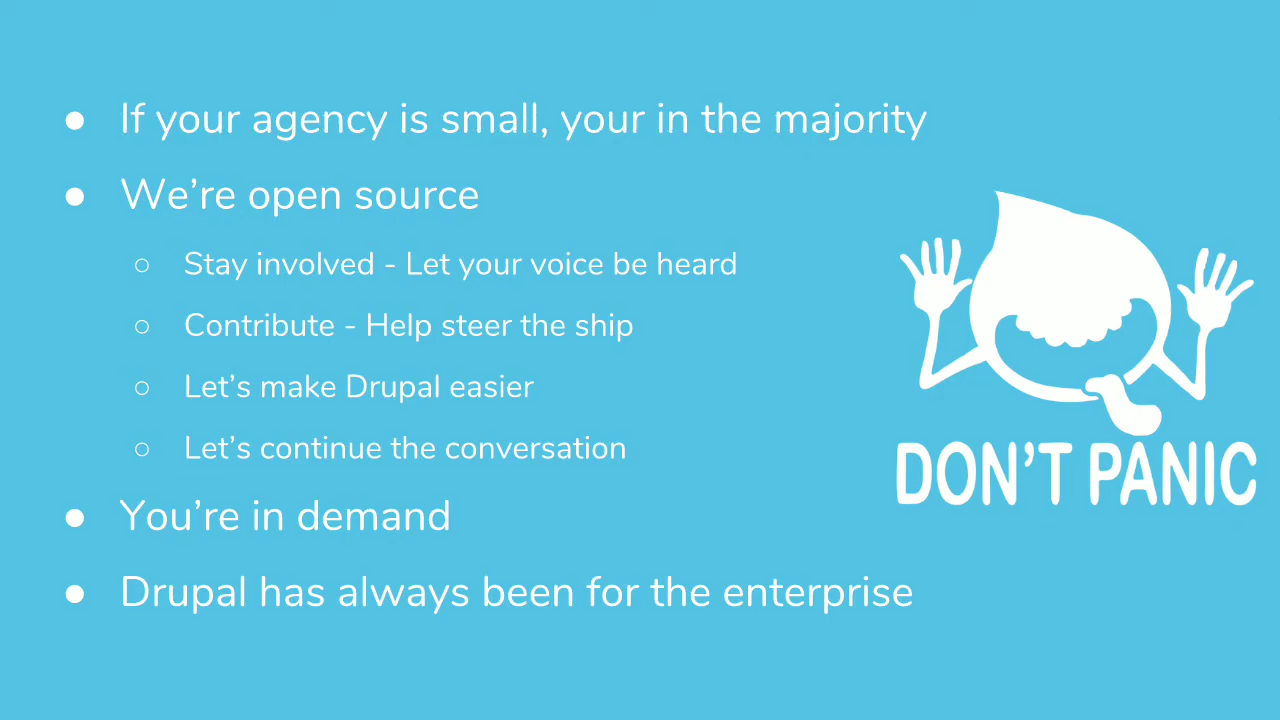 ● If your agency is small, your in the majority
● We’re open source
○ Stay involved - Let your voice be heard
○ Contribute - Help steer the ship
○ Let’s make Drupal easier
○ Let’s continue the conversation
● You’re in demand
● Drupal has always been for the enterprise
DON’T PANIC